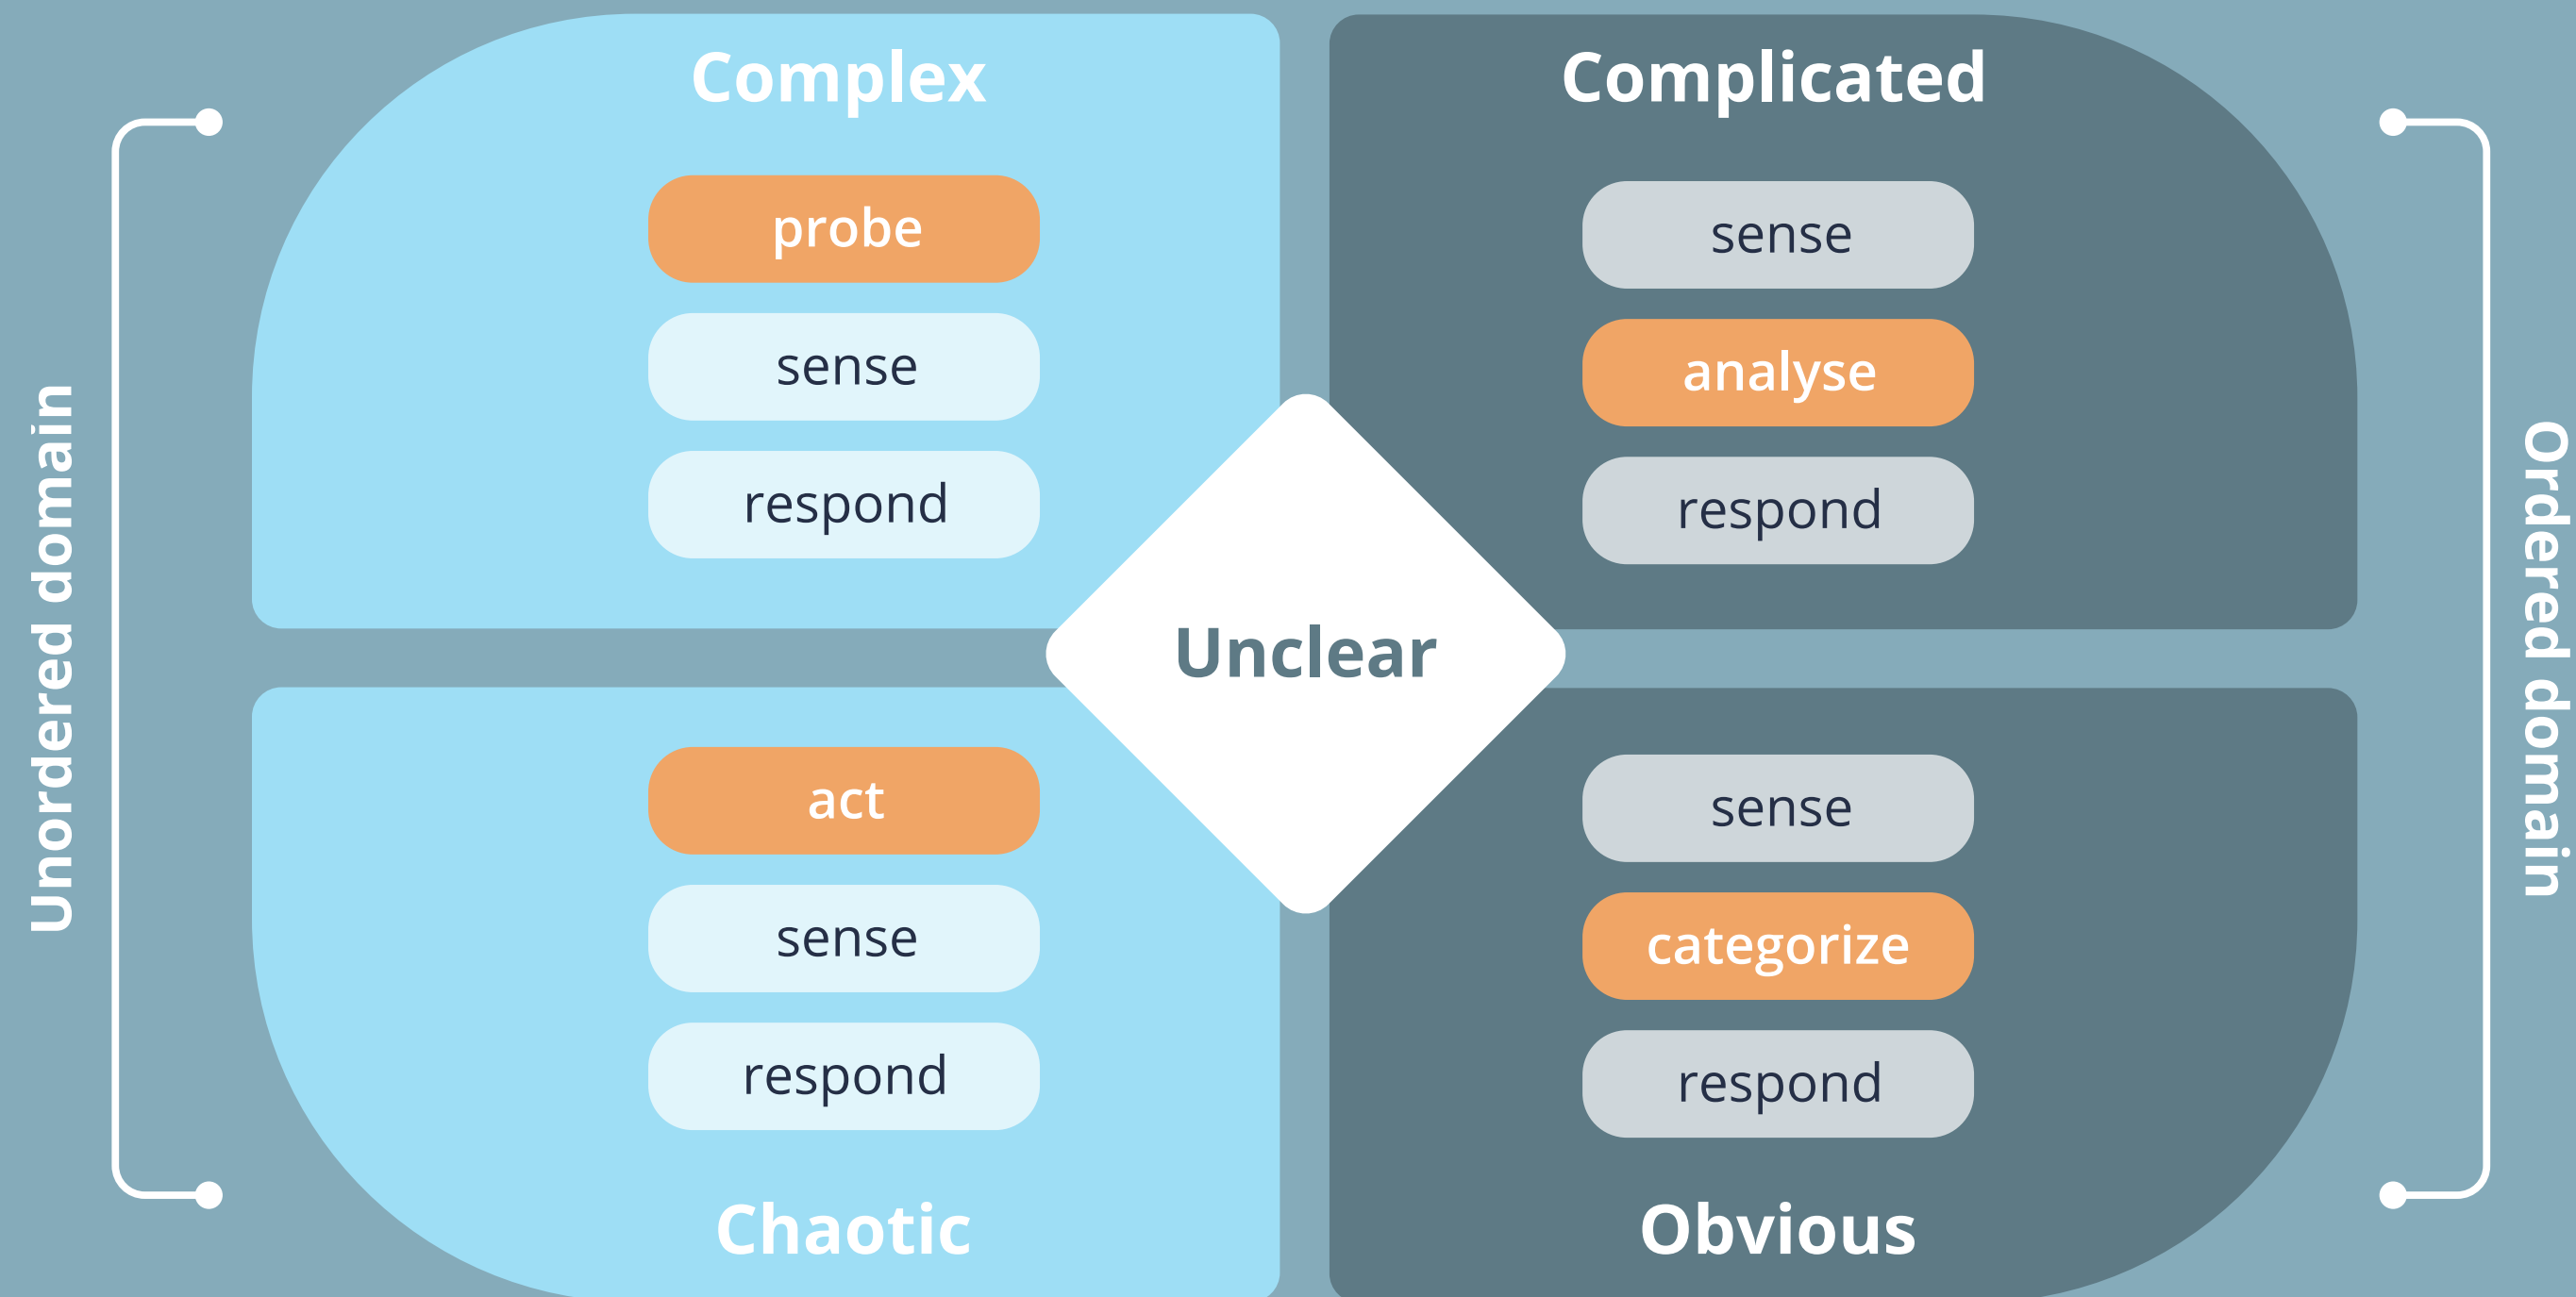 Unordered domain
Complex
probe
sense
respond
Complicated
sense
analyse
respond
Unclear
act
sense
respond
Chaotic
sense
categorize
respond
Obvious
Ordered domain